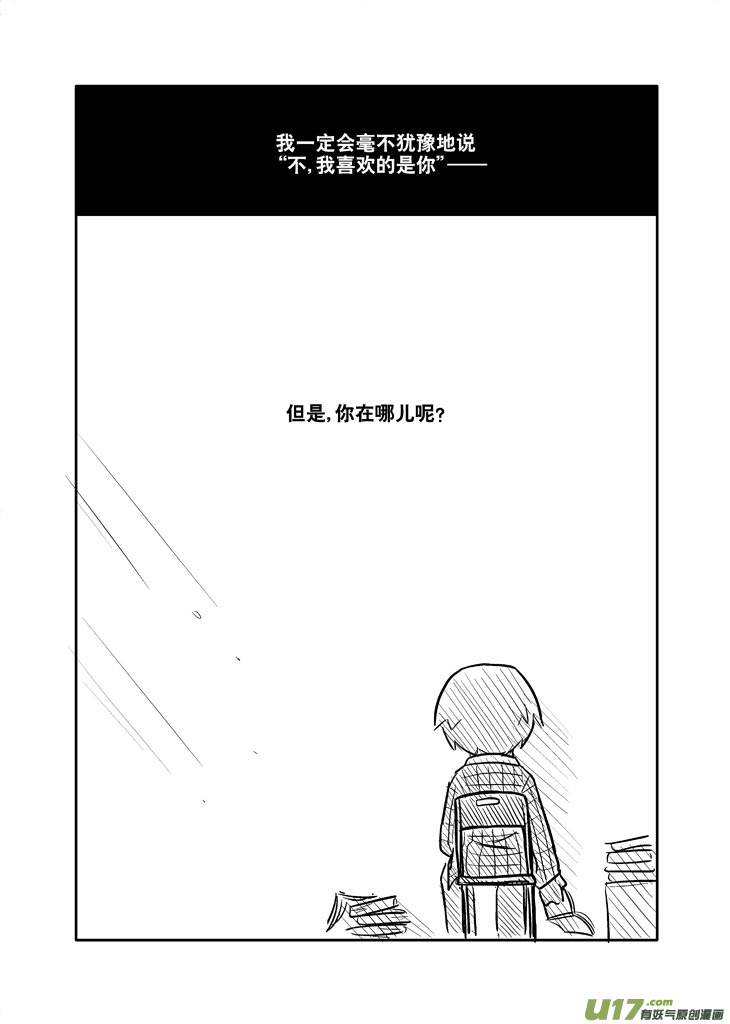 我一定会毫不犹豫地说
“不，我喜欢的是你”——
但是，你在哪儿呢？
U17.com
有妖气原创漫画